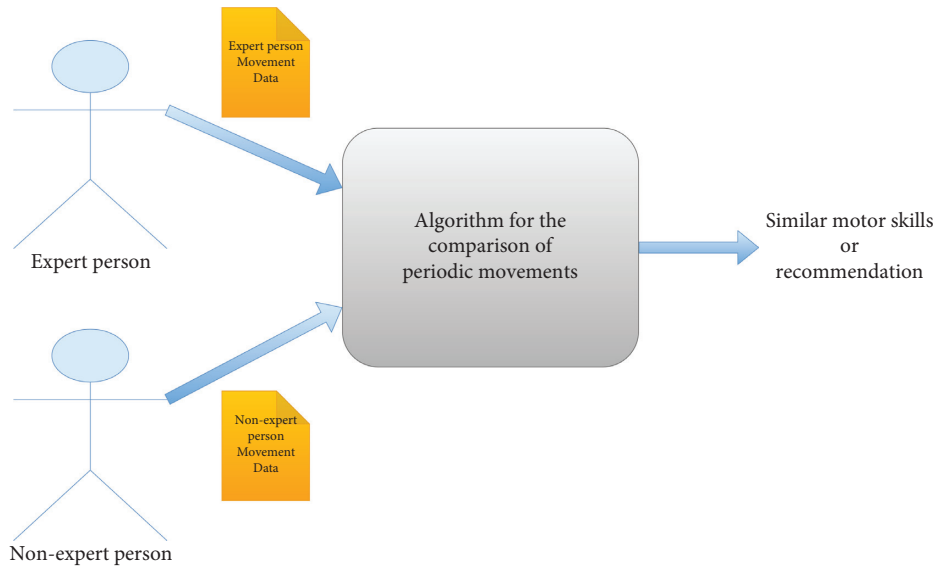 Expert person
Movement
Data
Expert person
Algorithm for the
comparison of
periodic movements
Similar motor skills
or
recommendation
Non-expert
person
Movement
Data
Non-expert person